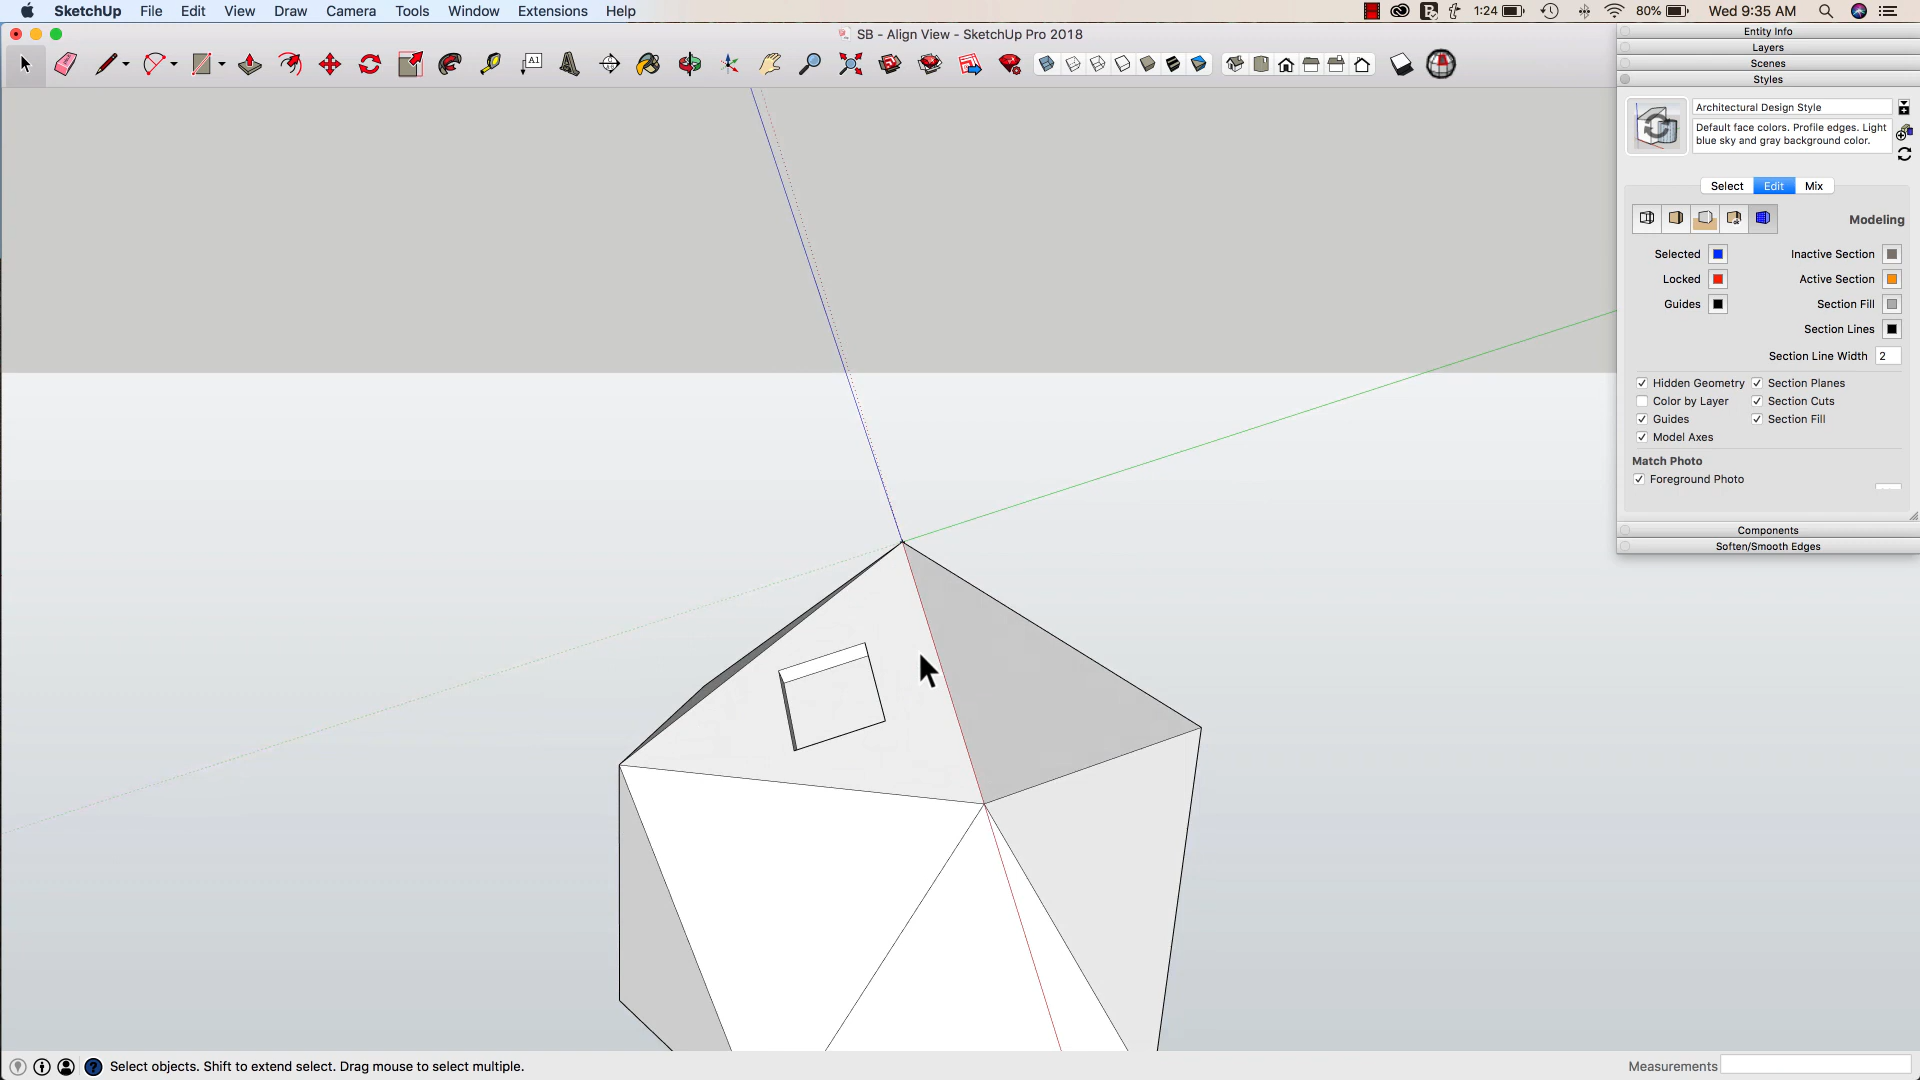 SketchUp File Edit View Draw Camera Tools Window Extensions Help 1:24 80% Wed 9:35 AM
SB - Align View - SketchUp Pro 2018
A1
Entity Info
Layers
Scenes
Styles
Architectural Design Style
Default face colors. Profile edges. Light
blue sky and gray background color.
Select Edit Mix
Modeling
Selected Inactive Section
Locked Active Section
Guides Section Fill
Section Lines
Section Line Width 2
Hidden Geometry Section Planes
Color by Layer Section Cuts
Guides Section Fill
Model Axes
Match Photo
Foreground Photo
Components
Soften/Smooth Edges
Select objects. Shift to extend select. Drag mouse to select multiple. Measurements